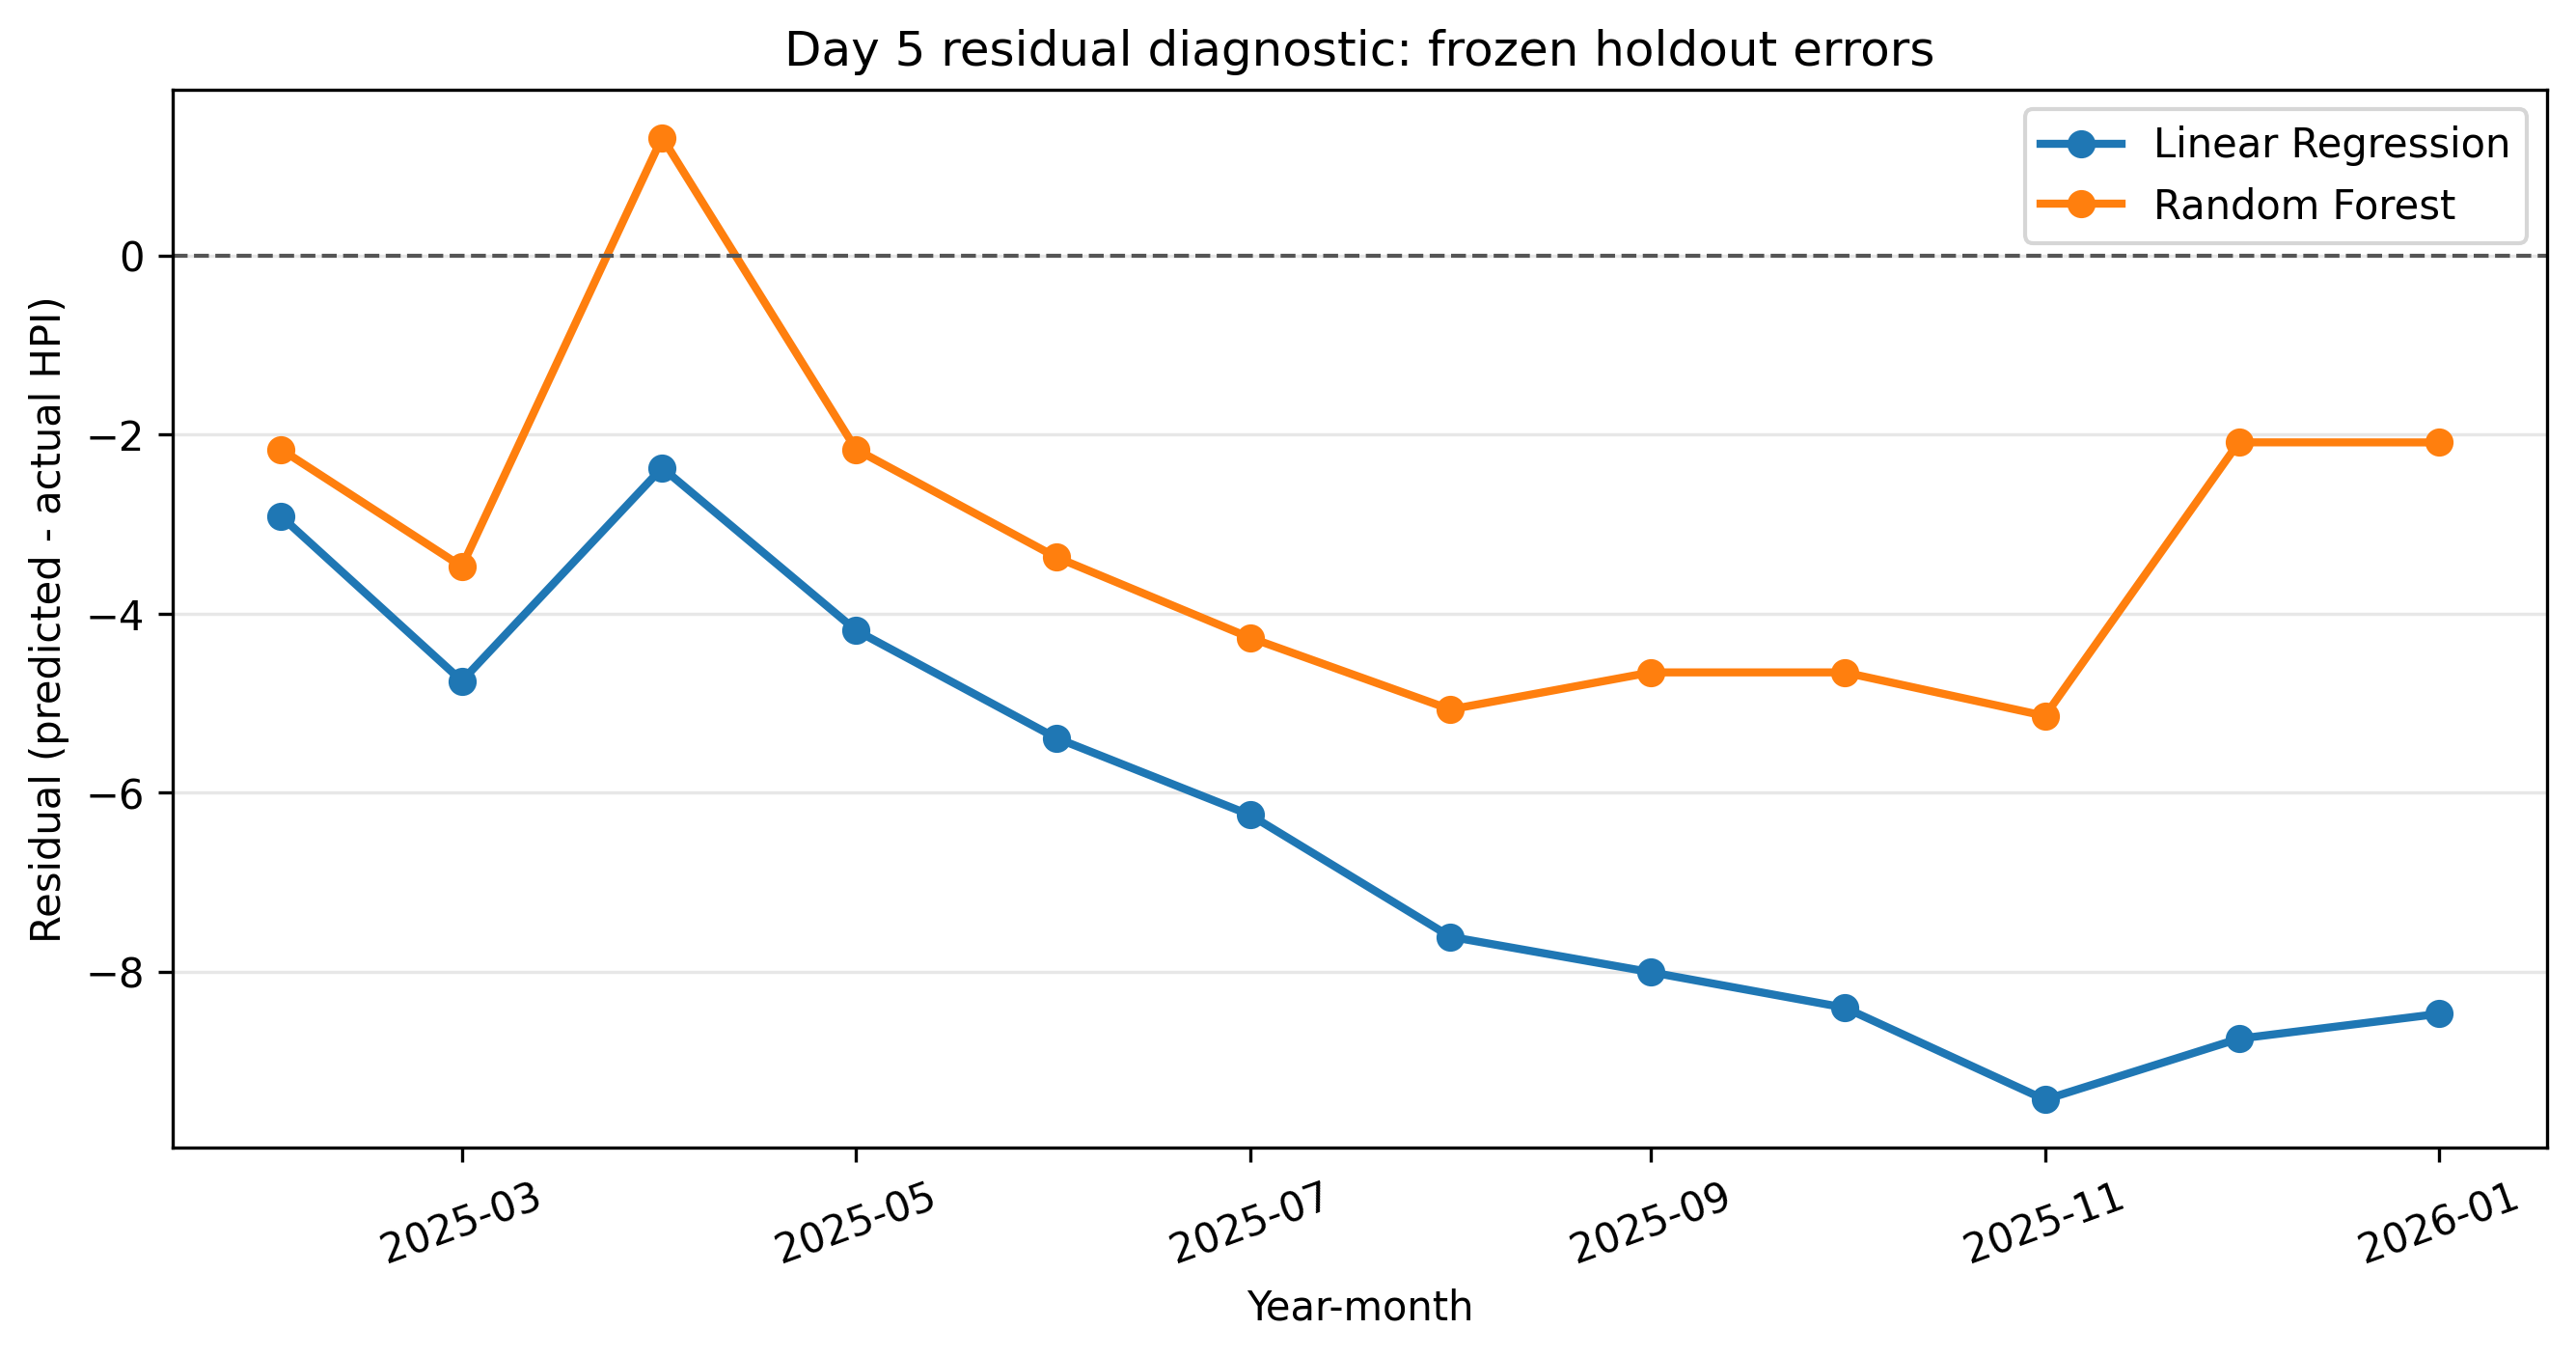 Day 5 residual diagnostic: frozen holdout errors
Linear Regression
Random Forest
Residual (predicted - actual HPI)
0
−2
−4
−6
−8
2025-03
2025-05
2025-07
2025-09
2025-11
2026-01
Year-month